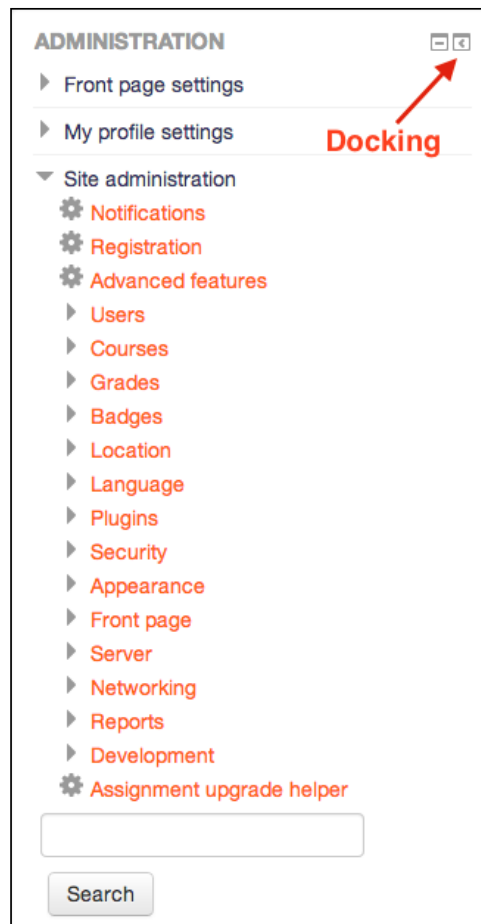 ADMINISTRATION
Front page settings
My profile settings
Docking
Site administration
Notifications
Registration
Advanced features
Users
Courses
Grades
Badges
Location
Language
Plugins
Security
Appearance
Front page
Server
Networking
Reports
Development
Assignment upgrade helper
Search